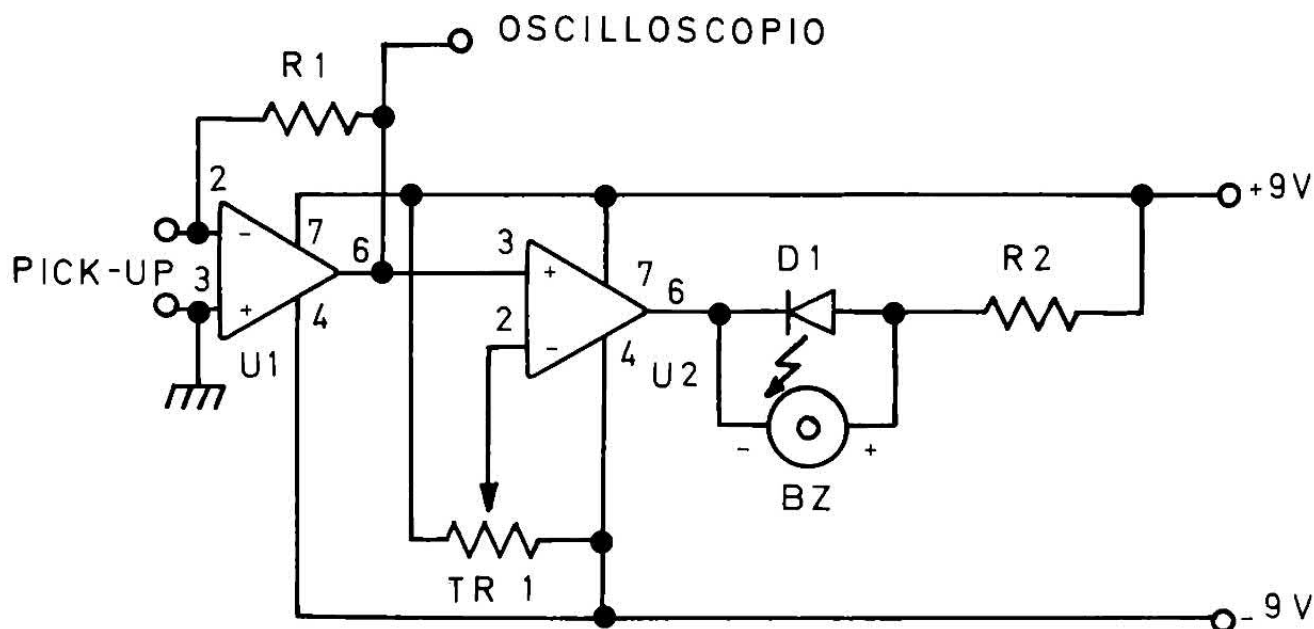 OSCILLOSCOPIO
R1
2
7
+9V
-
6
3
7
D1
R2
PICK-UP
3
+
6
+
4
2
-
4
U1
U2
-
+
BZ
TR 1
- 9V